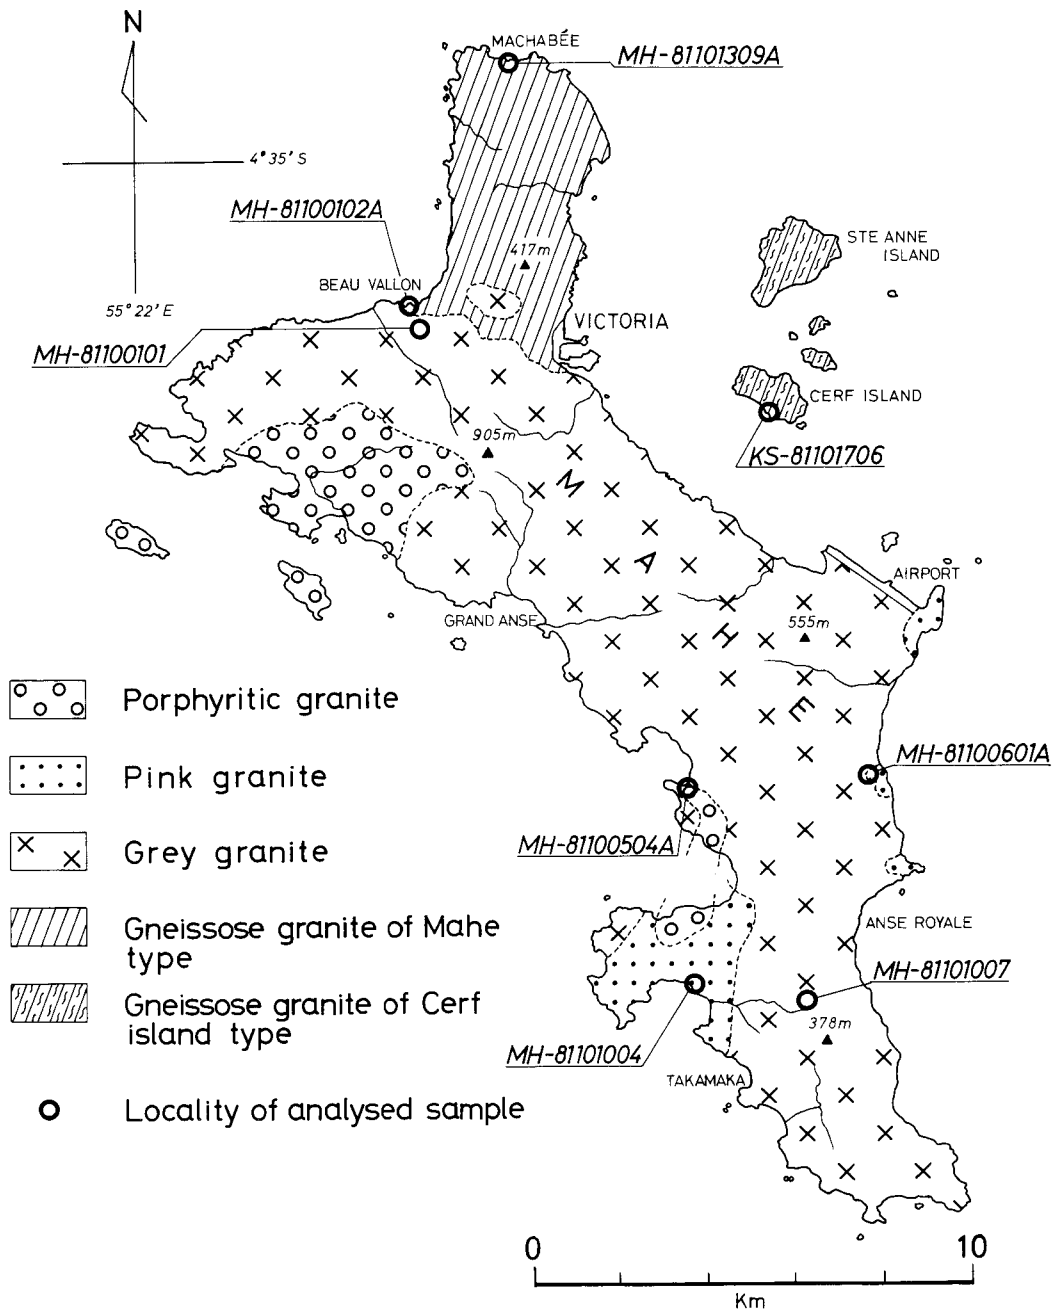 N
MACHABÉE
MH-81101309A
4°35'S
MH-81100102A
STE ANNE
ISLAND
417m
BEAU VALLON
55°22'E
VICTORIA
MH-81100101
CERF ISLAND
905m
KS-81101706
M
A
H
E
AIRPORT
GRAND ANSE
555m
Porphyritic granite
Pink granite
MH-81100601A
Grey granite
MH-81100504A
Gneissose granite of Mahe
type
ANSE ROYALE
MH-81101007
Gneissose granite of Cerf
island type
378m
MH-81101004
TAKAMAKA
Locality of analysed sample
0
10
Km